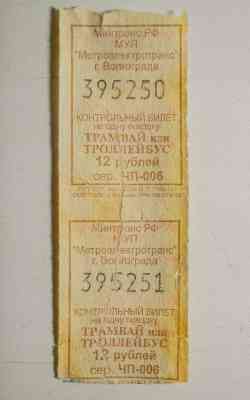 Минтранс РФ
МУП
"Метроэлектротранс"
г. Волгограда
395250
КОНТРОЛЬНЫЙ БИЛЕТ
на одну поездку
ТРАМВАЙ или
ТРОЛЛЕЙБУС
12 рублей
сер. ЧП-006
Минтранс РФ
МУП
"Метроэлектротранс"
г. Волгограда
395251
КОНТРОЛЬНЫЙ БИЛЕТ
на одну поездку
ТРАМВАЙ или
ТРОЛЛЕЙБУС
12 рублей
сер. ЧП-006